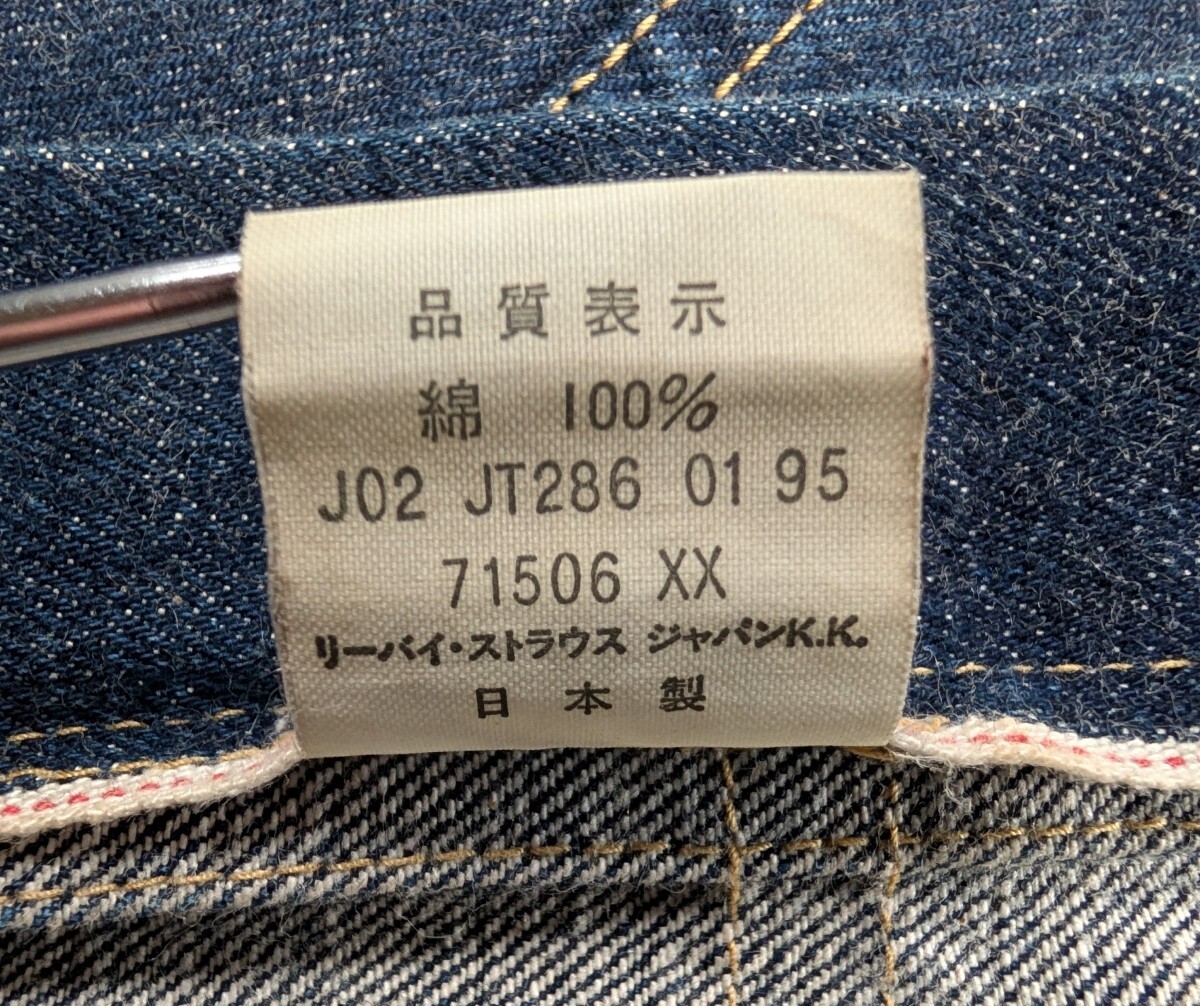 品質表示
綿 100%
J02 JT286 01 95
71506 XX
リーバイ・ストラウス ジャパンK.K.
日本製